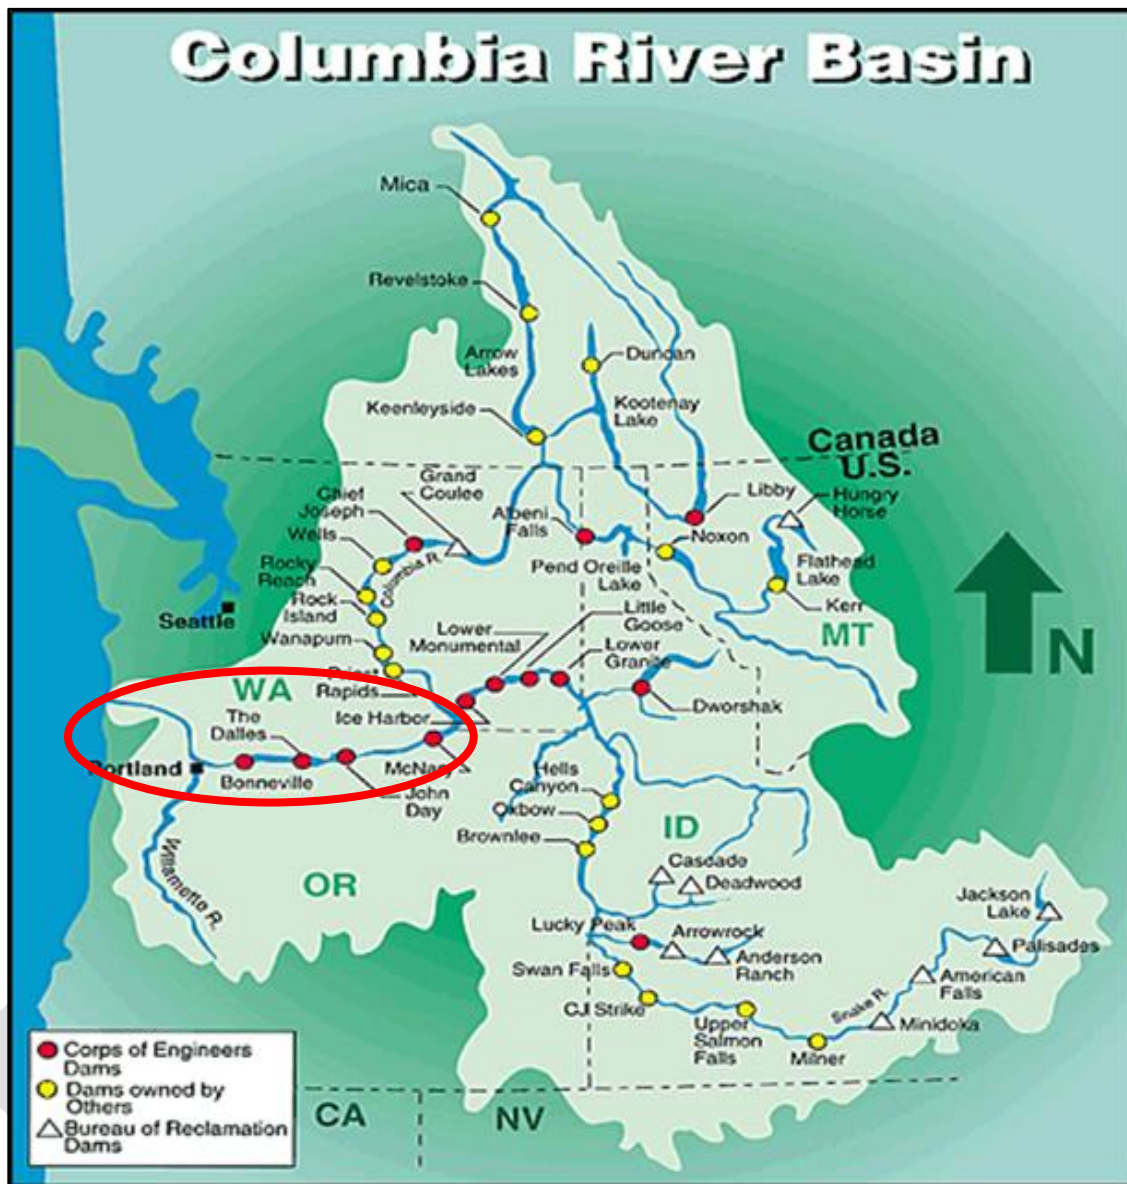 Columbia River Basin
Mica
Revelstoke
Arrow
Lakes
Duncan
Keenleyside
Kootenay
Lake
Canada
U.S.
Grand
Coulee
Chief
Joseph
Albeni
Falls
Libby
Hungry
Horse
Wells
Noxon
Columbia R.
Rocky
Reach
Pend Oreille
Lake
Flathead
Lake
Rock
Island
Kerr
Seattle
Little
Goose
Lower
Monumental
Wanapum
Lower
Granite
MT
N
Priest
Rapids
WA
Ice Harbor
Dworshak
The
Dalles
Portland
Bonneville
McNary
John
Day
Hells
Canyon
Oxbow
Brownlee
ID
Willamette R.
OR
Cascade
Deadwood
Jackson
Lake
Lucky Peak
Arrowrock
Anderson
Ranch
Palisades
Swan Falls
American
Falls
CJ Strike
Snake R.
Upper
Salmon
Falls
Minidoka
Milner
Corps of Engineers
Dams
Dams owned by
Others
Bureau of Reclamation
Dams
CA
NV